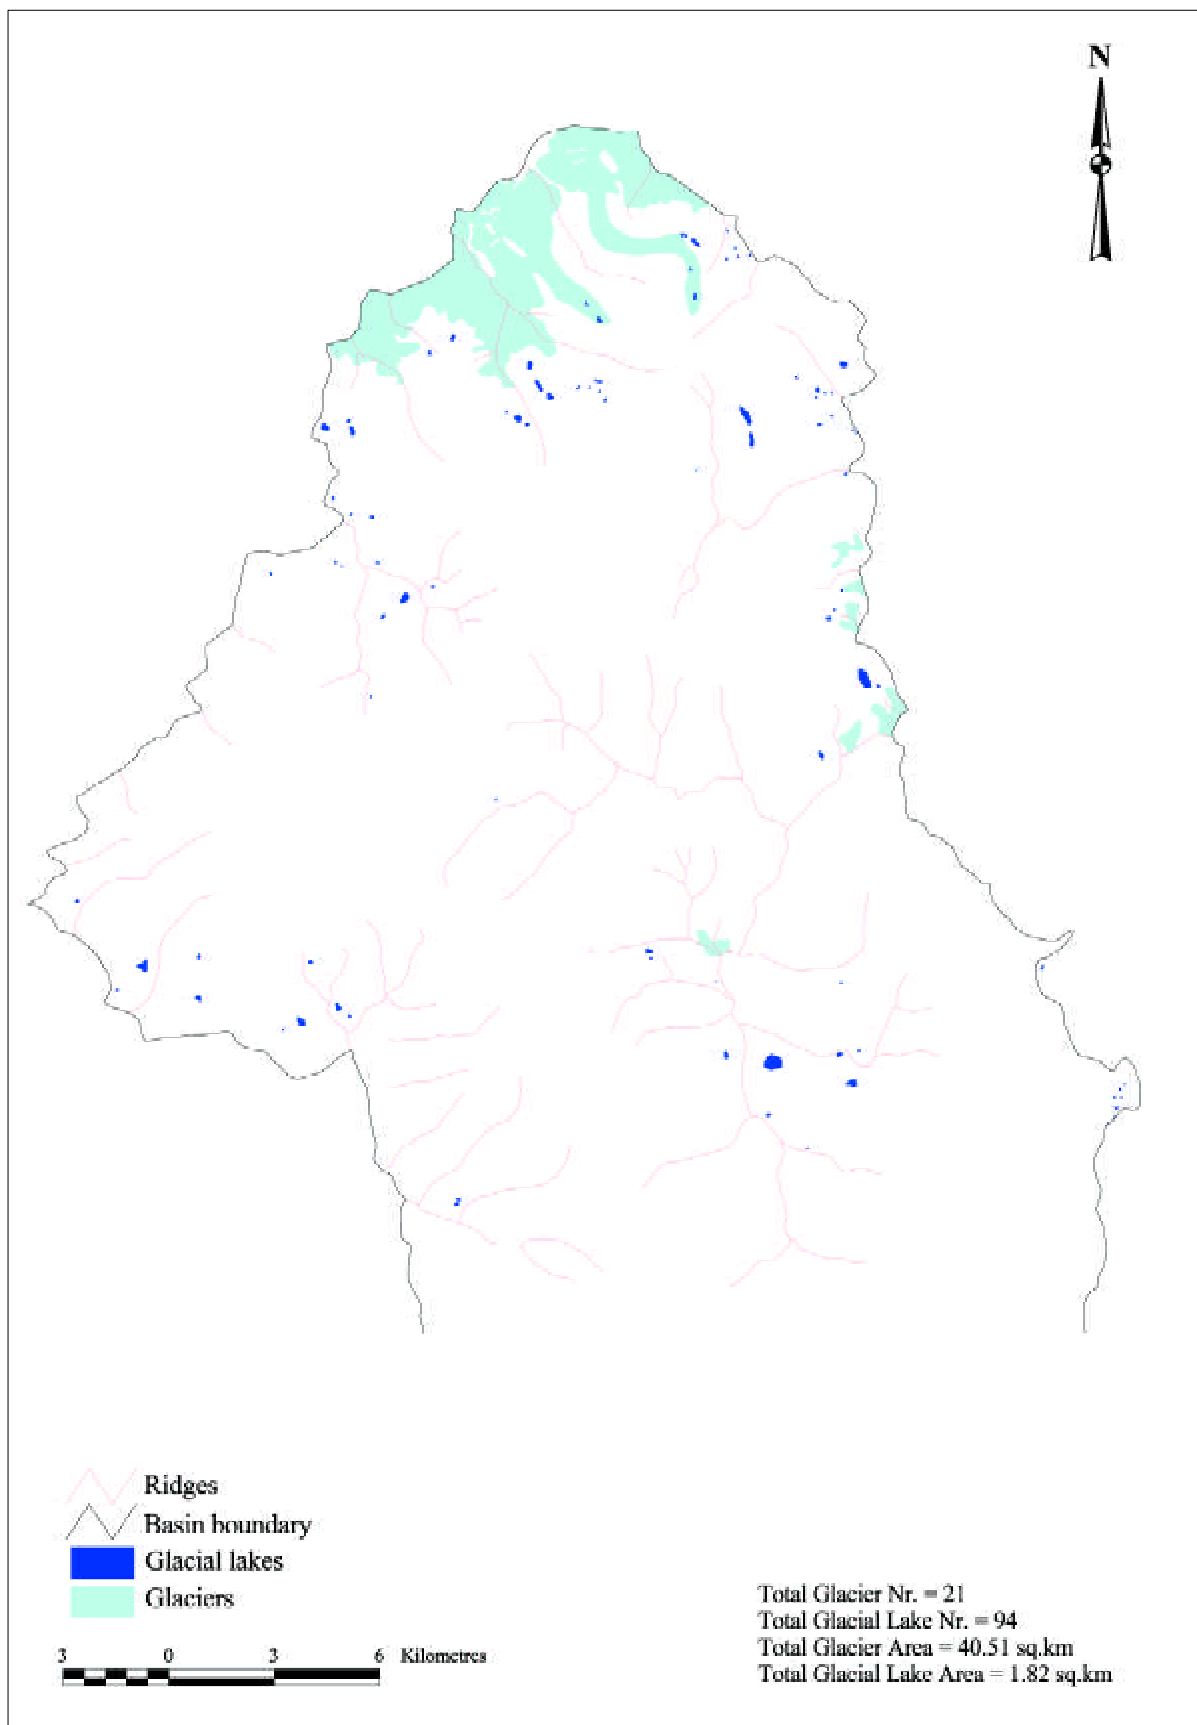 N
Ridges
Basin boundary
Glacial lakes
Glaciers
3 0 3 6 Kilometres
Total Glacier Nr. = 21
Total Glacial Lake Nr. = 94
Total Glacier Area = 40.51 sq.km
Total Glacial Lake Area = 1.82 sq.km